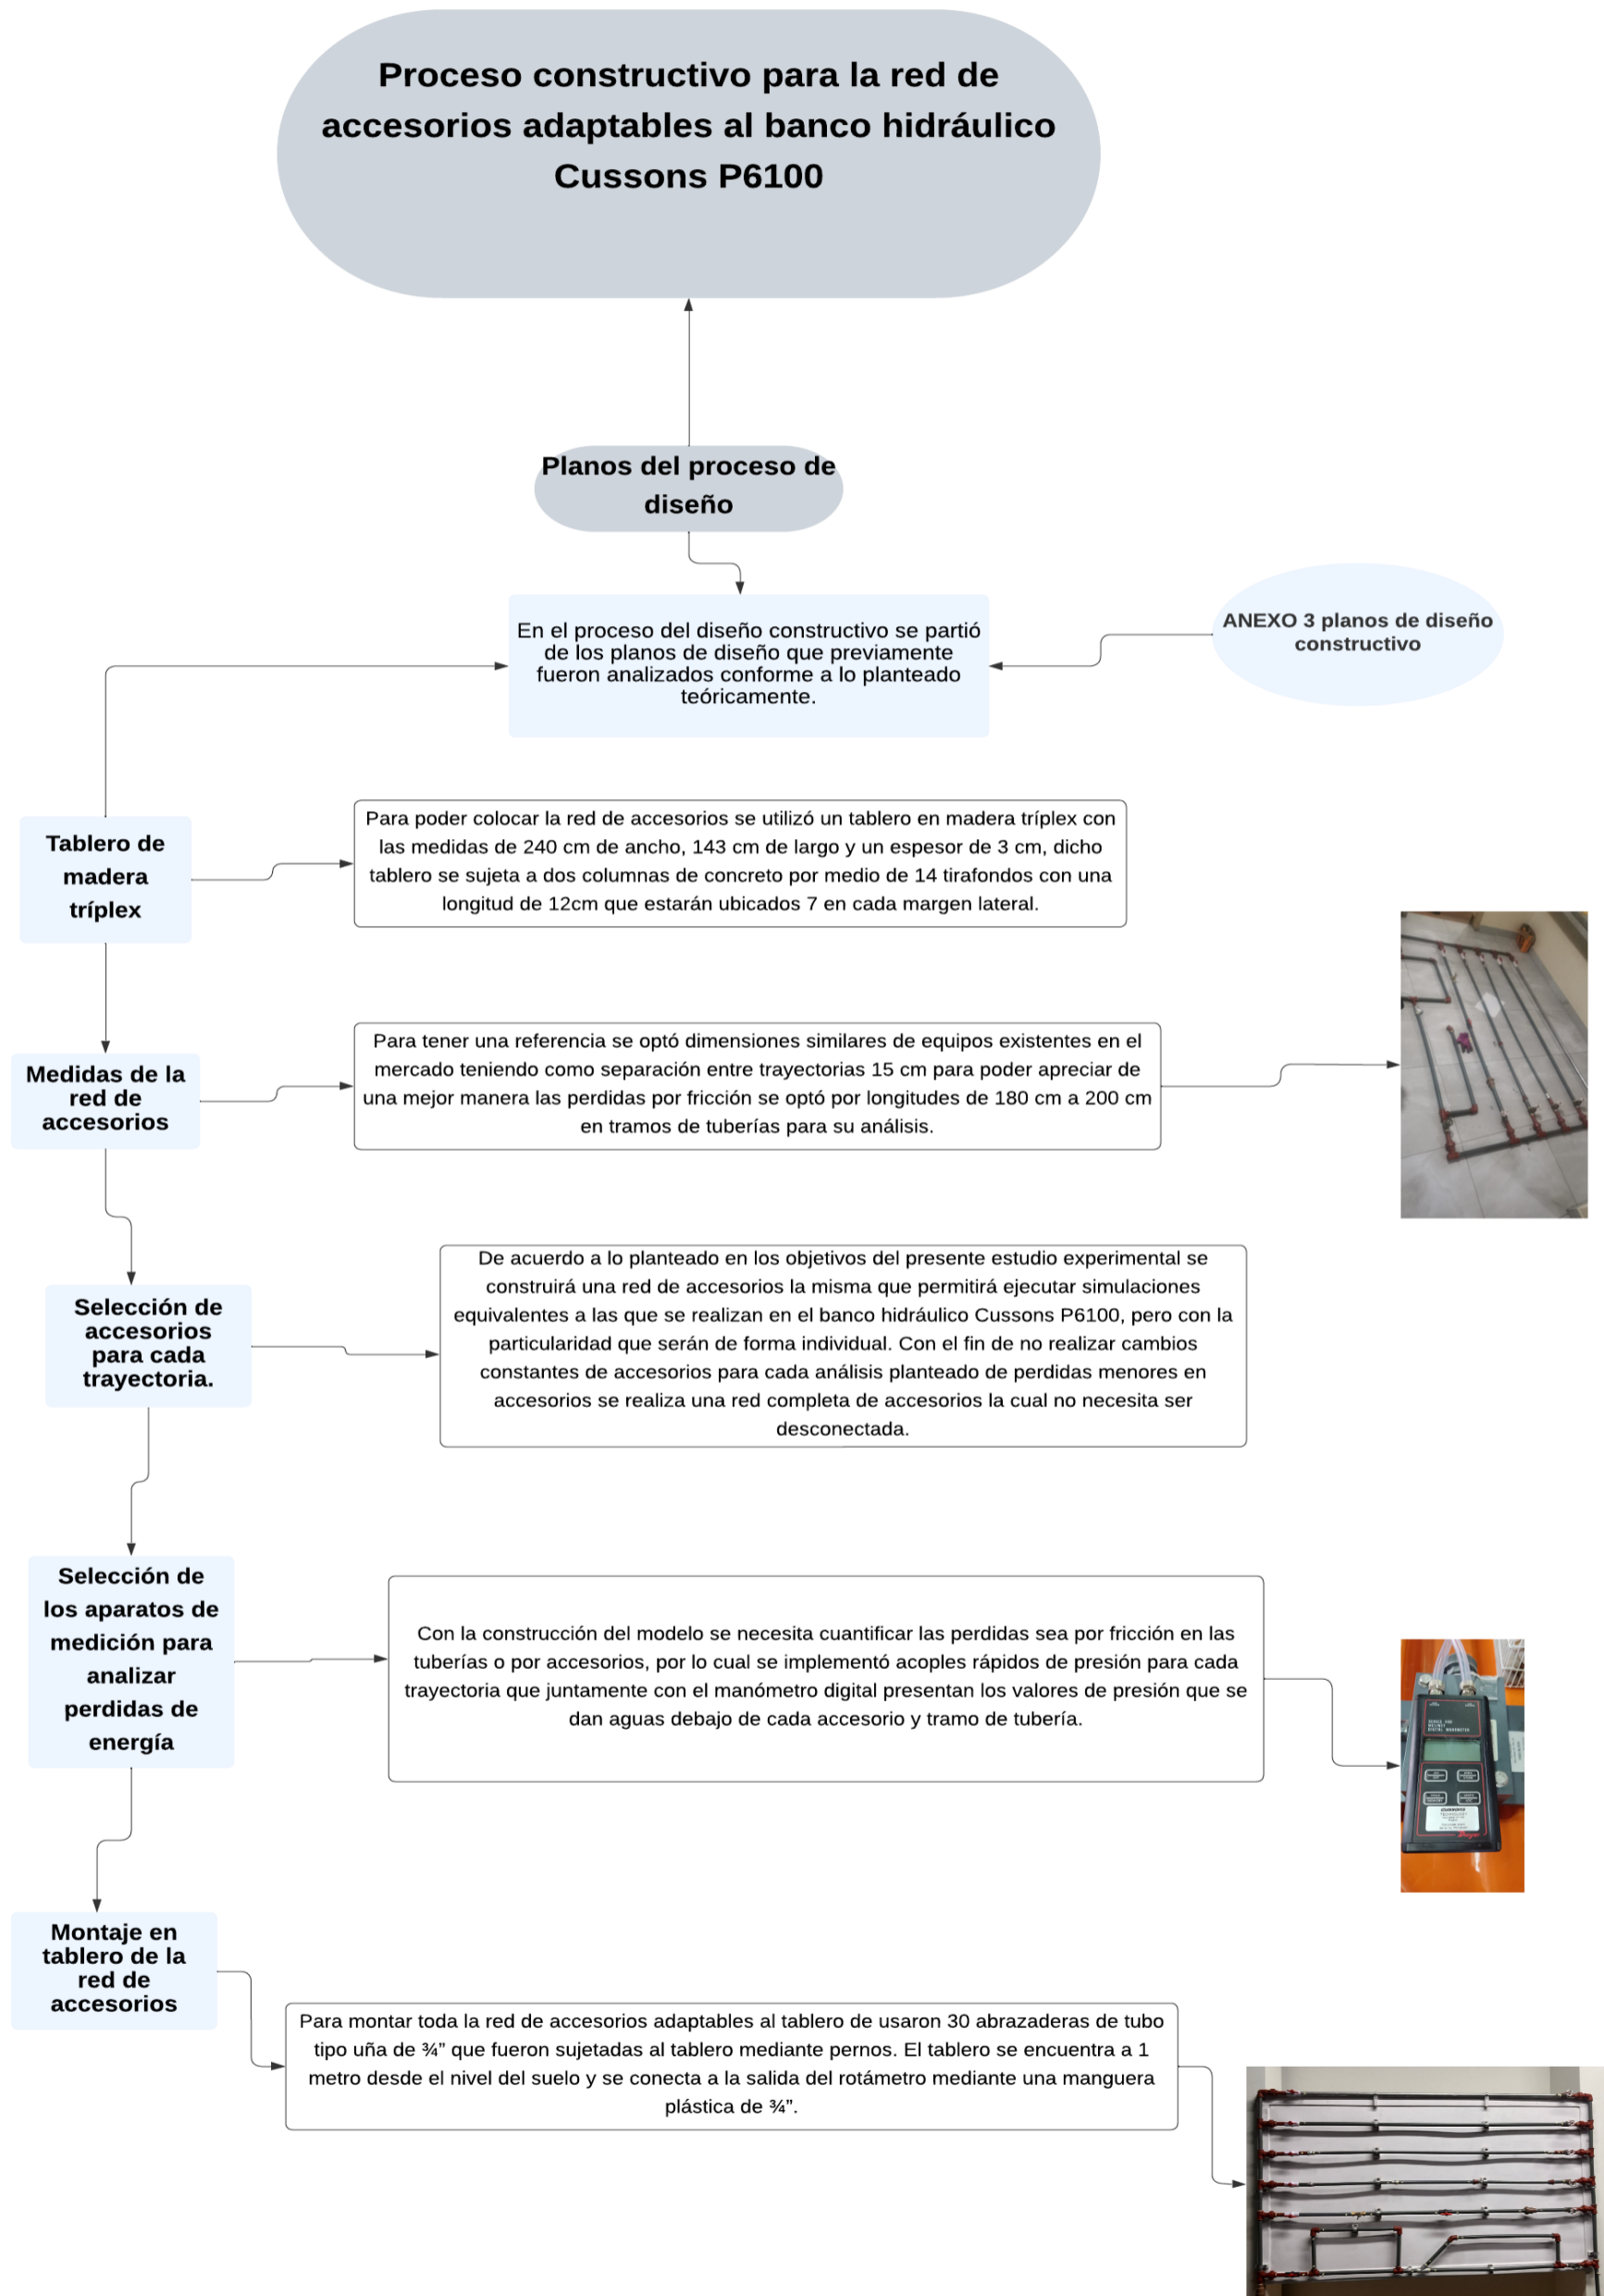 Proceso constructivo para la red de
accesorios adaptables al banco hidráulico
Cussons P6100
Planos del proceso de
diseño
En el proceso del diseño constructivo se partió
de los planos de diseño que previamente
fueron analizados conforme a lo planteado
teóricamente.
ANEXO 3 planos de diseño
constructivo
Tablero de
madera
tríplex
Para poder colocar la red de accesorios se utilizó un tablero en madera tríplex con
las medidas de 240 cm de ancho, 143 cm de largo y un espesor de 3 cm, dicho
tablero se sujeta a dos columnas de concreto por medio de 14 tirafondos con una
longitud de 12cm que estarán ubicados 7 en cada margen lateral.
Medidas de la
red de
accesorios
Para tener una referencia se optó dimensiones similares de equipos existentes en el
mercado teniendo como separación entre trayectorias 15 cm para poder apreciar de
una mejor manera las perdidas por fricción se optó por longitudes de 180 cm a 200 cm
en tramos de tuberías para su análisis.
Selección de
accesorios
para cada
trayectoria.
De acuerdo a lo planteado en los objetivos del presente estudio experimental se
construirá una red de accesorios la misma que permitirá ejecutar simulaciones
equivalentes a las que se realizan en el banco hidráulico Cussons P6100, pero con la
particularidad que serán de forma individual. Con el fin de no realizar cambios
constantes de accesorios para cada análisis planteado de perdidas menores en
accesorios se realiza una red completa de accesorios la cual no necesita ser
desconectada.
Selección de
los aparatos de
medición para
analizar
perdidas de
energía
Con la construcción del modelo se necesita cuantificar las perdidas sea por fricción en las
tuberías o por accesorios, por lo cual se implementó acoples rápidos de presión para cada
trayectoria que juntamente con el manómetro digital presentan los valores de presión que se
dan aguas debajo de cada accesorio y tramo de tubería.
DIGITAL MANOMETER
CUSSONS
TECHNOLOGY
Dwyer
Montaje en
tablero de la
red de
accesorios
Para montar toda la red de accesorios adaptables al tablero de usaron 30 abrazaderas de tubo
tipo uña de ¾” que fueron sujetadas al tablero mediante pernos. El tablero se encuentra a 1
metro desde el nivel del suelo y se conecta a la salida del rotámetro mediante una manguera
plástica de ¾”.